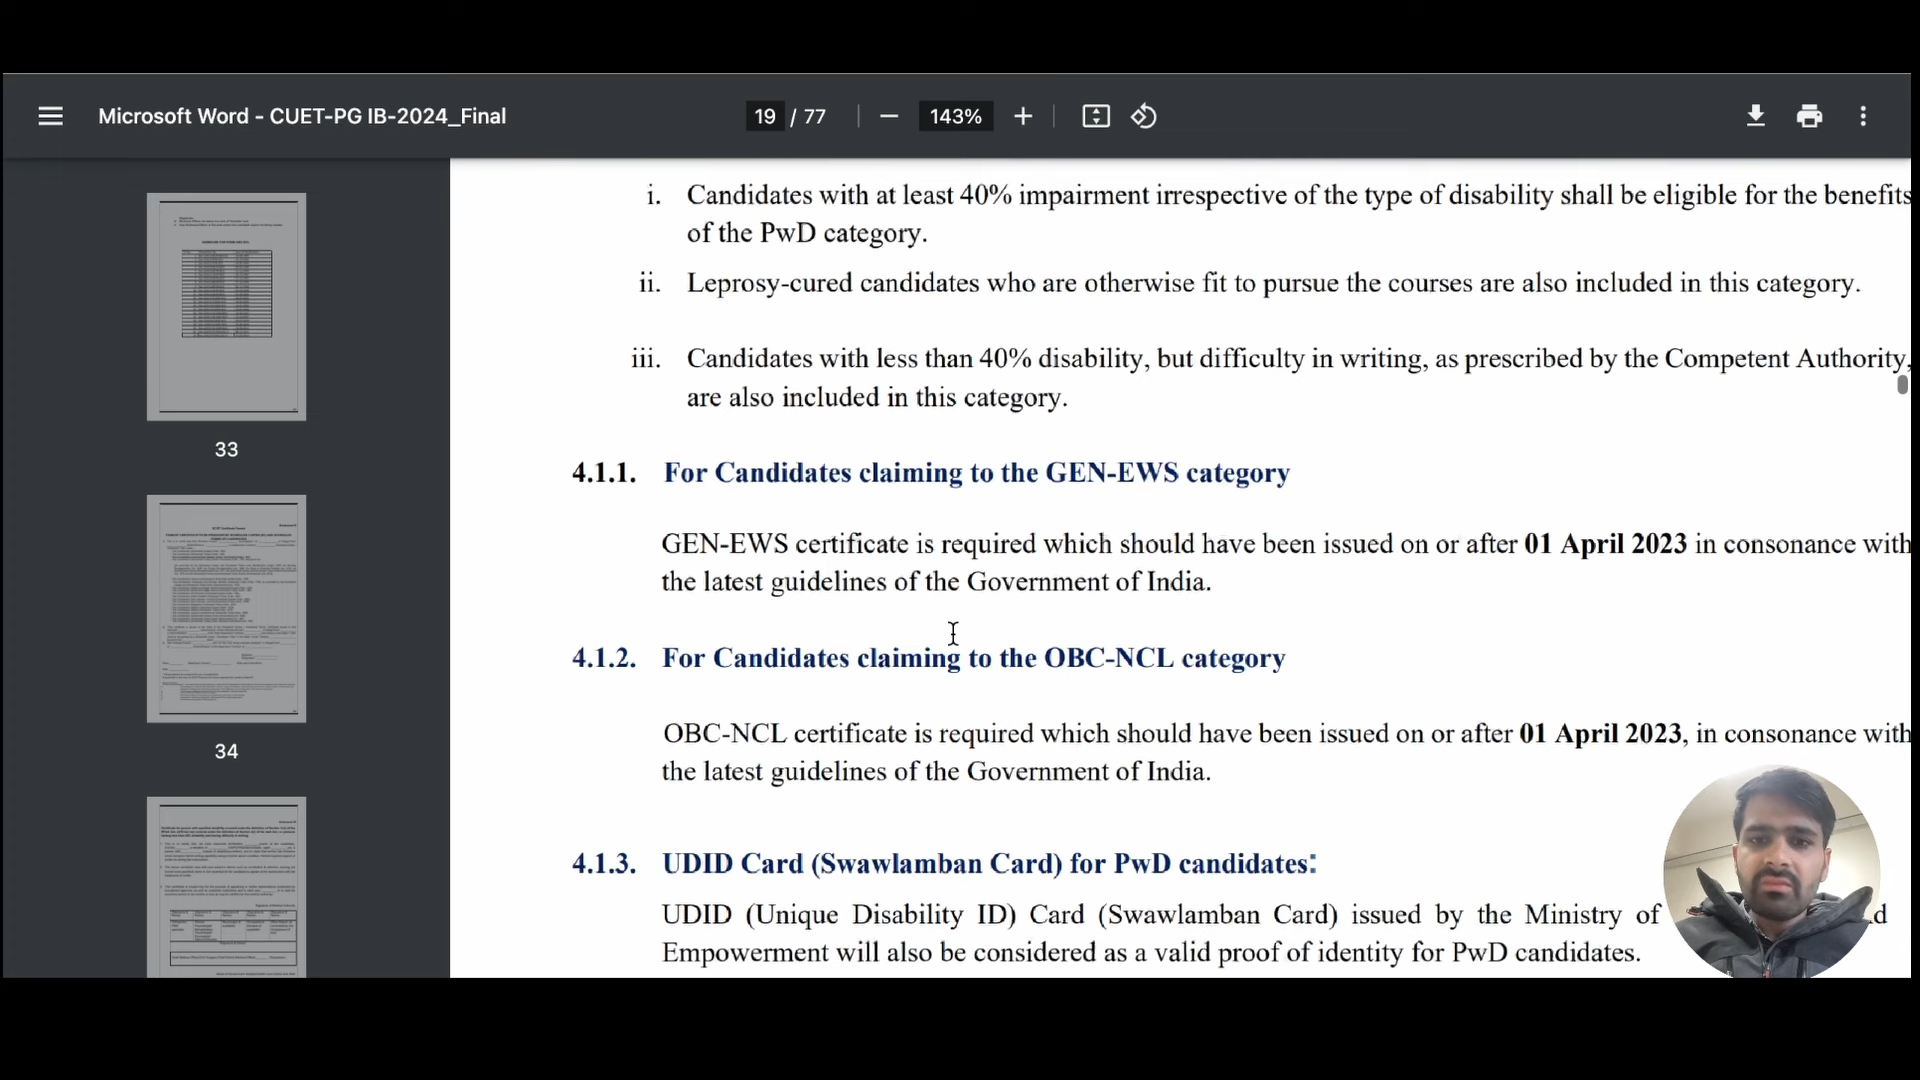 Microsoft Word - CUET-PG IB-2024_Final
19 / 77
143%
i. Candidates with at least 40% impairment irrespective of the type of disability shall be eligible for the benefits
of the PwD category.
ii. Leprosy-cured candidates who are otherwise fit to pursue the courses are also included in this category.
iii. Candidates with less than 40% disability, but difficulty in writing, as prescribed by the Competent Authority,
are also included in this category.
4.1.1. For Candidates claiming to the GEN-EWS category
GEN-EWS certificate is required which should have been issued on or after 01 April 2023 in consonance with
the latest guidelines of the Government of India.
4.1.2. For Candidates claiming to the OBC-NCL category
OBC-NCL certificate is required which should have been issued on or after 01 April 2023, in consonance with
the latest guidelines of the Government of India.
4.1.3. UDID Card (Swawlamban Card) for PwD candidates:
UDID (Unique Disability ID) Card (Swawlamban Card) issued by the Ministry of
Empowerment will also be considered as a valid proof of identity for PwD candidates.
33
34